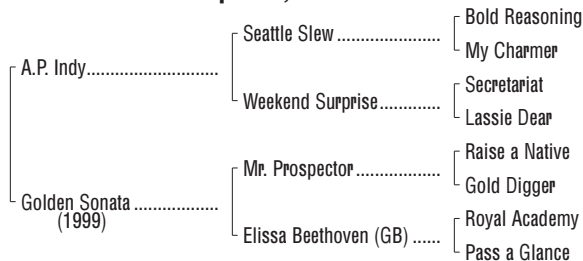 Bold Reasoning
Seattle Slew ....................
My Charmer
A.P. Indy..........................
Secretariat
Weekend Surprise............
Lassie Dear
Raise a Native
Mr. Prospector .................
Gold Digger
Golden Sonata .................
(1999)
Royal Academy
Elissa Beethoven (GB) ......
Pass a Glance